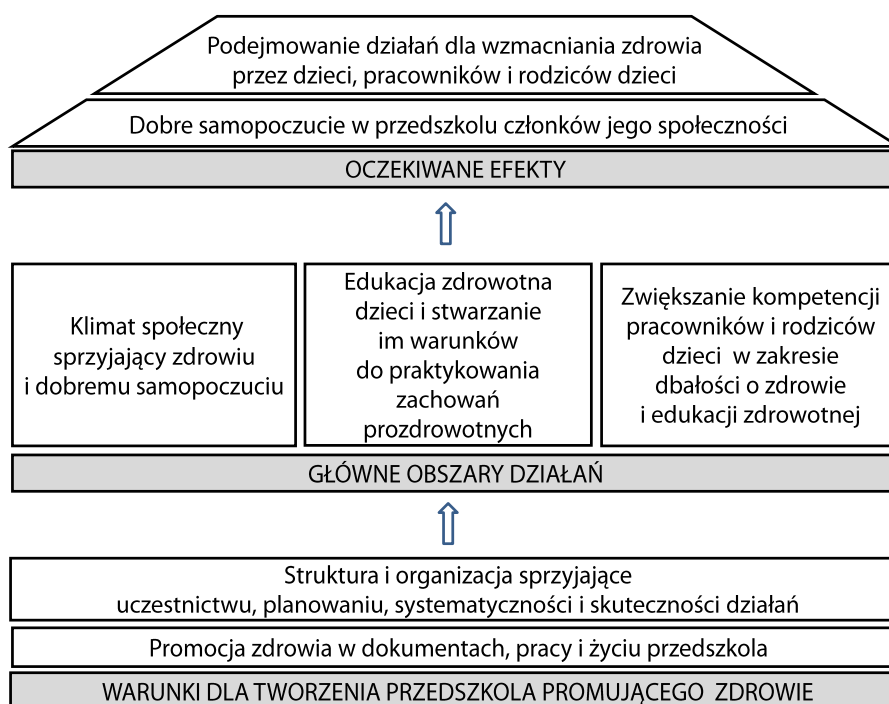 Podejmowanie działań dla wzmacniania zdrowia
przez dzieci, pracowników i rodziców dzieci
Dobre samopoczucie w przedszkolu członków jego społeczności
OCZEKIWANE EFEKTY
Klimat społeczny
sprzyjający zdrowiu
i dobremu samopoczuciu
Edukacja zdrowotna
dzieci i stwarzanie
im warunków
do praktykowania
zachowań
prozdrowotnych
Zwiększanie kompetencji
pracowników i rodziców
dzieci w zakresie
dbałości o zdrowie
i edukacji zdrowotnej
GŁÓWNE OBSZARY DZIAŁAŃ
Struktura i organizacja sprzyjające
uczestnictwu, planowaniu, systematyczności i skuteczności działań
Promocja zdrowia w dokumentach, pracy i życiu przedszkola
WARUNKI DLA TWORZENIA PRZEDSZKOLA PROMUJĄCEGO ZDROWIE